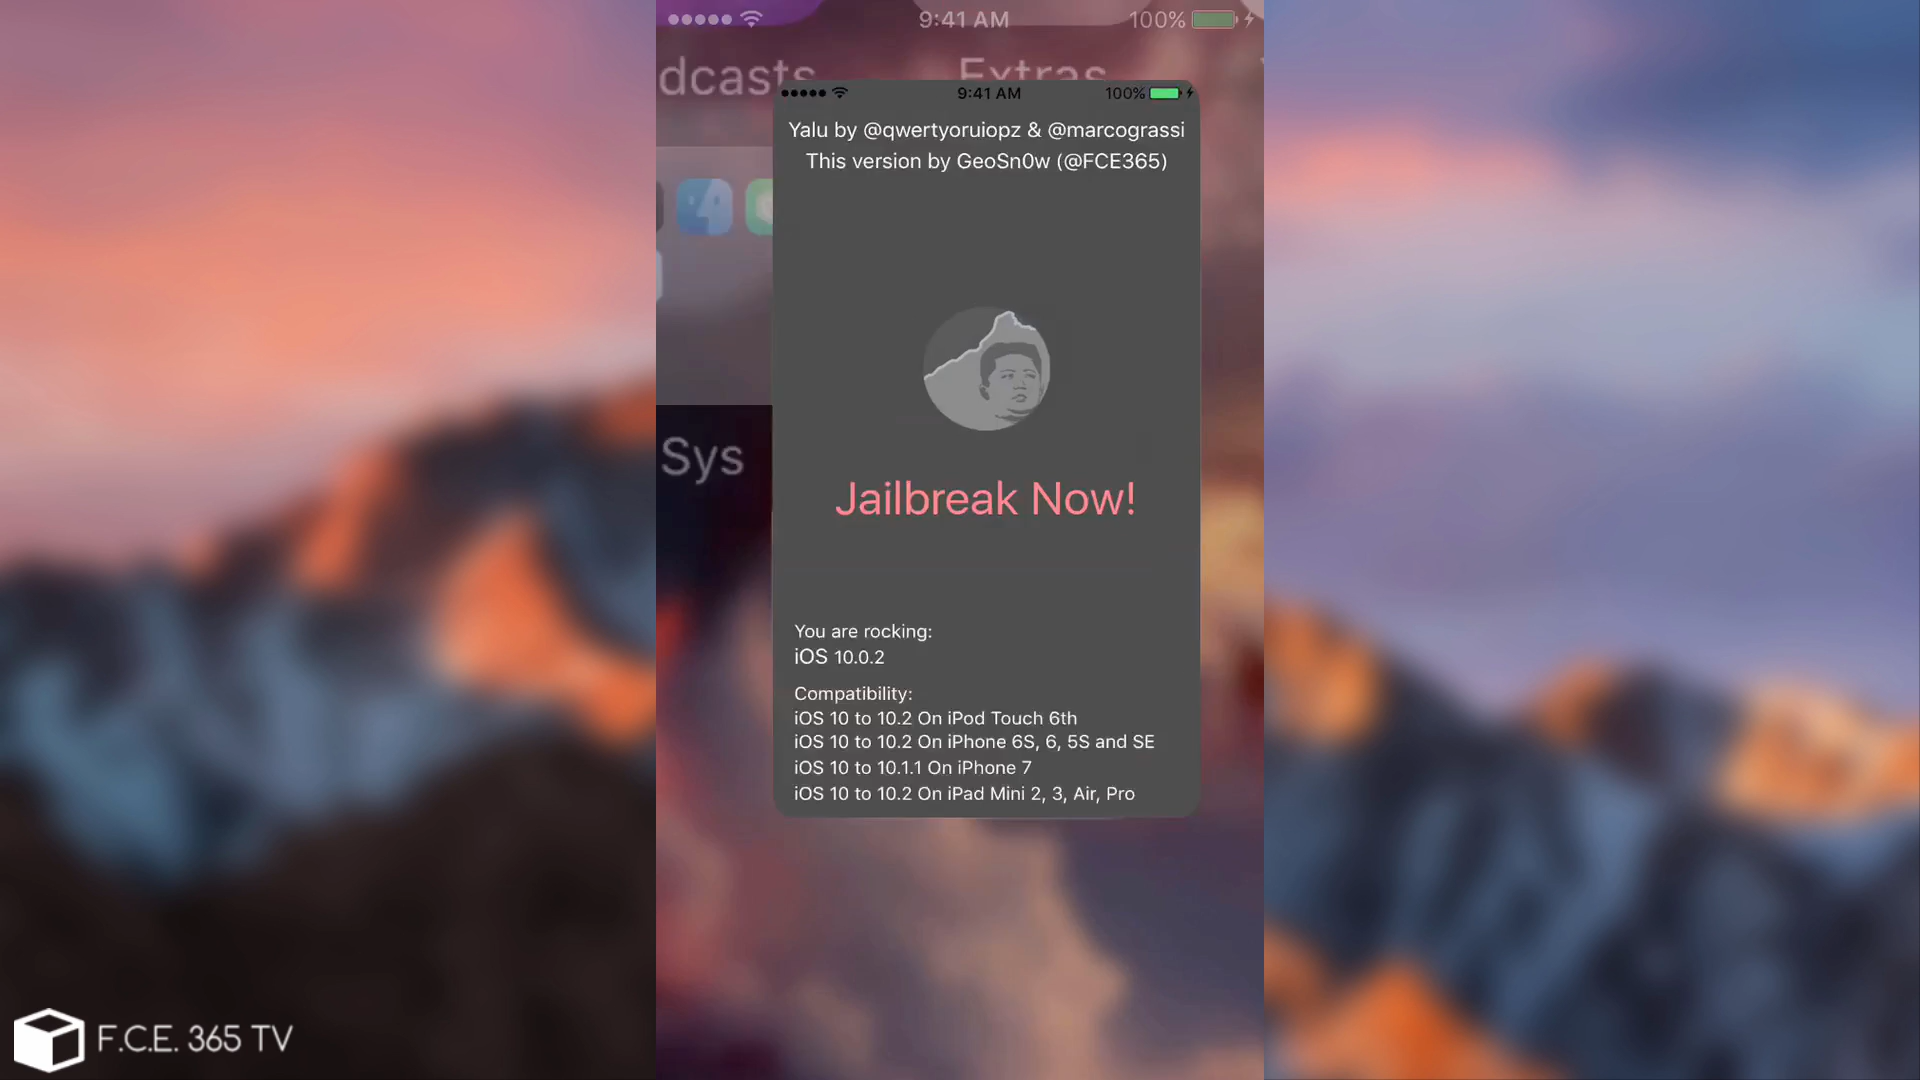 9:41 AM 100%
dcasts Extras
9:41 AM 100%
Yalu by @qwertyoruiopz & @marcograssi
This version by GeoSn0w (@FCE365)
Sys
Jailbreak Now!
You are rocking:
iOS 10.0.2
Compatibility:
iOS 10 to 10.2 On iPod Touch 6th
iOS 10 to 10.2 On iPhone 6S, 6, 5S and SE
iOS 10 to 10.1.1 On iPhone 7
iOS 10 to 10.2 On iPad Mini 2, 3, Air, Pro
F.C.E. 365 TV